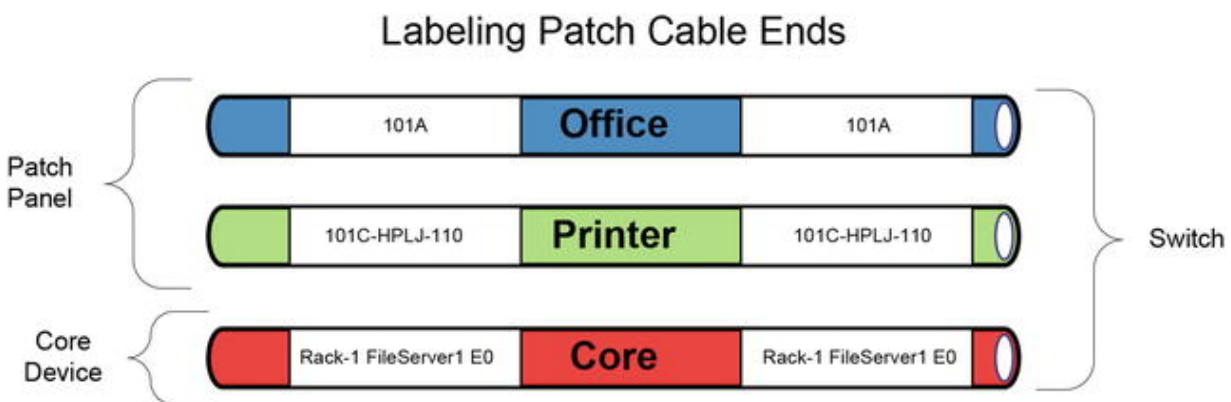 Labeling Patch Cable Ends
Patch
Panel
101A
Office
101A
101C-HPLJ-110
Printer
101C-HPLJ-110
Switch
Core
Device
Rack-1 FileServer1 E0
Core
Rack-1 FileServer1 E0